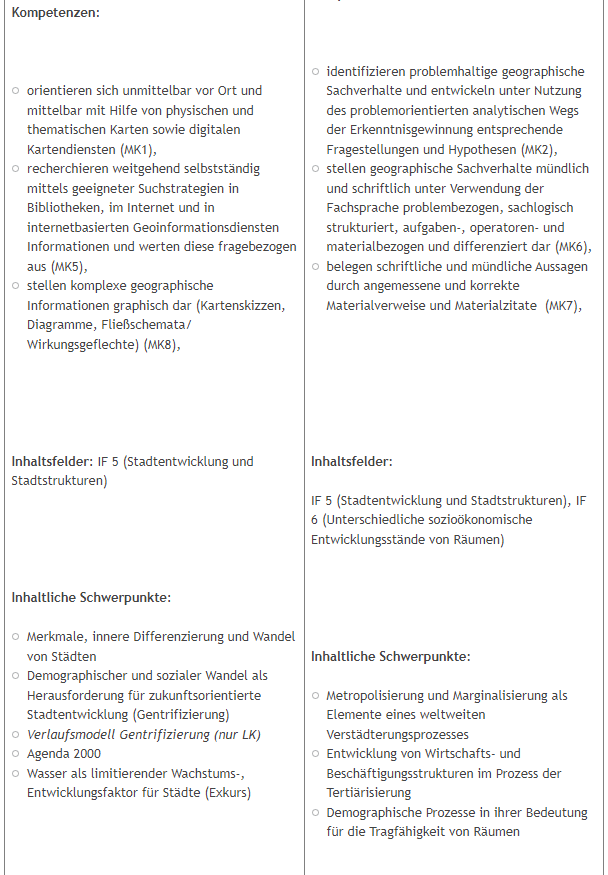 Kompetenzen:
orientieren sich unmittelbar vor Ort und
mittelbar mit Hilfe von physischen und
thematischen Karten sowie digitalen
Kartendiensten (MK1),
recherchieren weitgehend selbstständig
mittels geeigneter Suchstrategien in
Bibliotheken, im Internet und in
internetbasierten Geoinformationsdiensten
Informationen und werten diese fragebezogen
aus (MK5),
stellen komplexe geographische
Informationen graphisch dar (Kartenskizzen,
Diagramme, Fließschemata/
Wirkungsgeflechte) (MK8),
Inhaltsfelder: IF 5 (Stadtentwicklung und
Stadtstrukturen)
Inhaltliche Schwerpunkte:
Merkmale, innere Differenzierung und Wandel
von Städten
Demographischer und sozialer Wandel als
Herausforderung für zukunftsorientierte
Stadtentwicklung (Gentrifizierung)
Verlaufsmodell Gentrifizierung (nur LK)
Agenda 2000
Wasser als limitierender Wachstums-,
Entwicklungsfaktor für Städte (Exkurs)
identifizieren problemhaltige geographische
Sachverhalte und entwickeln unter Nutzung
des problemorientierten analytischen Wegs
der Erkenntnisgewinnung entsprechende
Fragestellungen und Hypothesen (MK2),
stellen geographische Sachverhalte mündlich
und schriftlich unter Verwendung der
Fachsprache problembezogen, sachlogisch
strukturiert, aufgaben-, operatoren- und
materialbezogen und differenziert dar (MK6),
belegen schriftliche und mündliche Aussagen
durch angemessene und korrekte
Materialverweise und Materialzitate (MK7),
Inhaltsfelder:
IF 5 (Stadtentwicklung und Stadtstrukturen), IF
6 (Unterschiedliche sozioökonomische
Entwicklungsstände von Räumen)
Inhaltliche Schwerpunkte:
Metropolisierung und Marginalisierung als
Elemente eines weltweiten
Verstädterungsprozesses
Entwicklung von Wirtschafts- und
Beschäftigungsstrukturen im Prozess der
Tertiärisierung
Demographische Prozesse in ihrer Bedeutung
für die Tragfähigkeit von Räumen